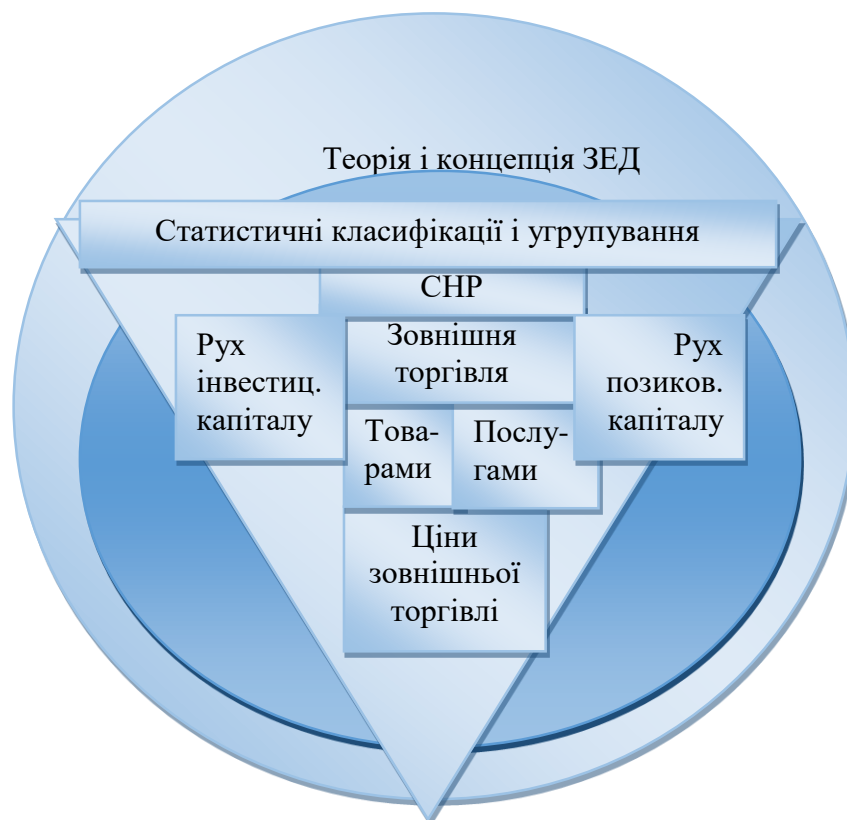 Теорія і концепція ЗЕД
Статистичні класифікації і угрупування
СНР
Рух
інвестиц.
капіталу
Зовнішня
торгівля
Рух
позиков.
капіталу
Това-
рами
Послу-
гами
Ціни
зовнішньої
торгівлі